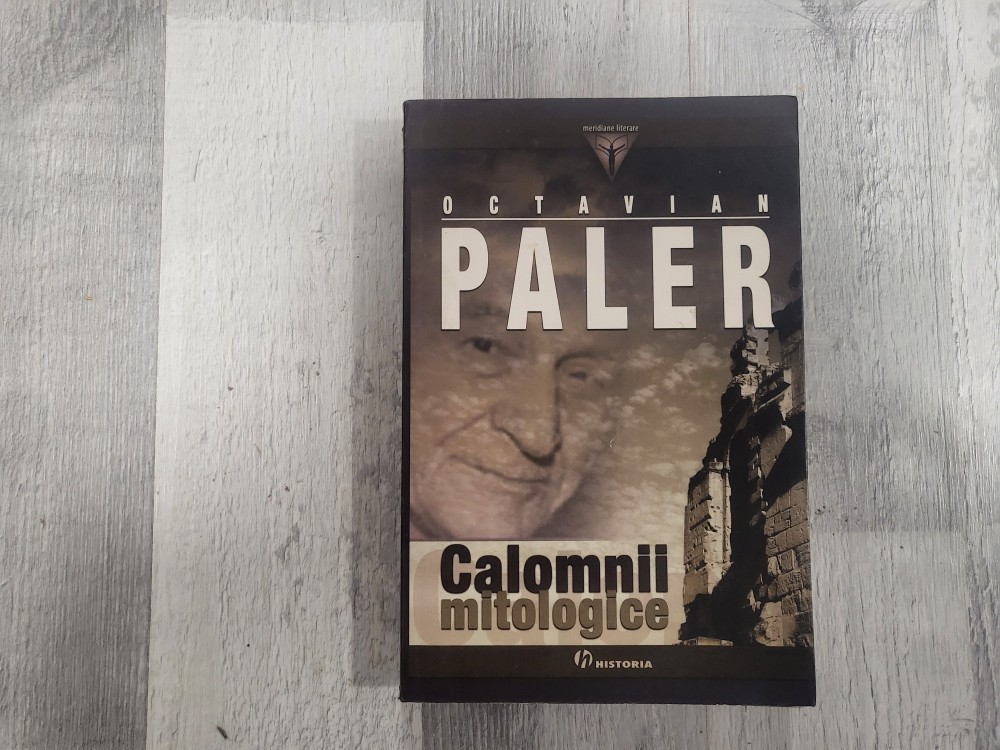 meridiane literare
OCTAVIAN
PALER
Calomnii
mitologice
HISTORIA